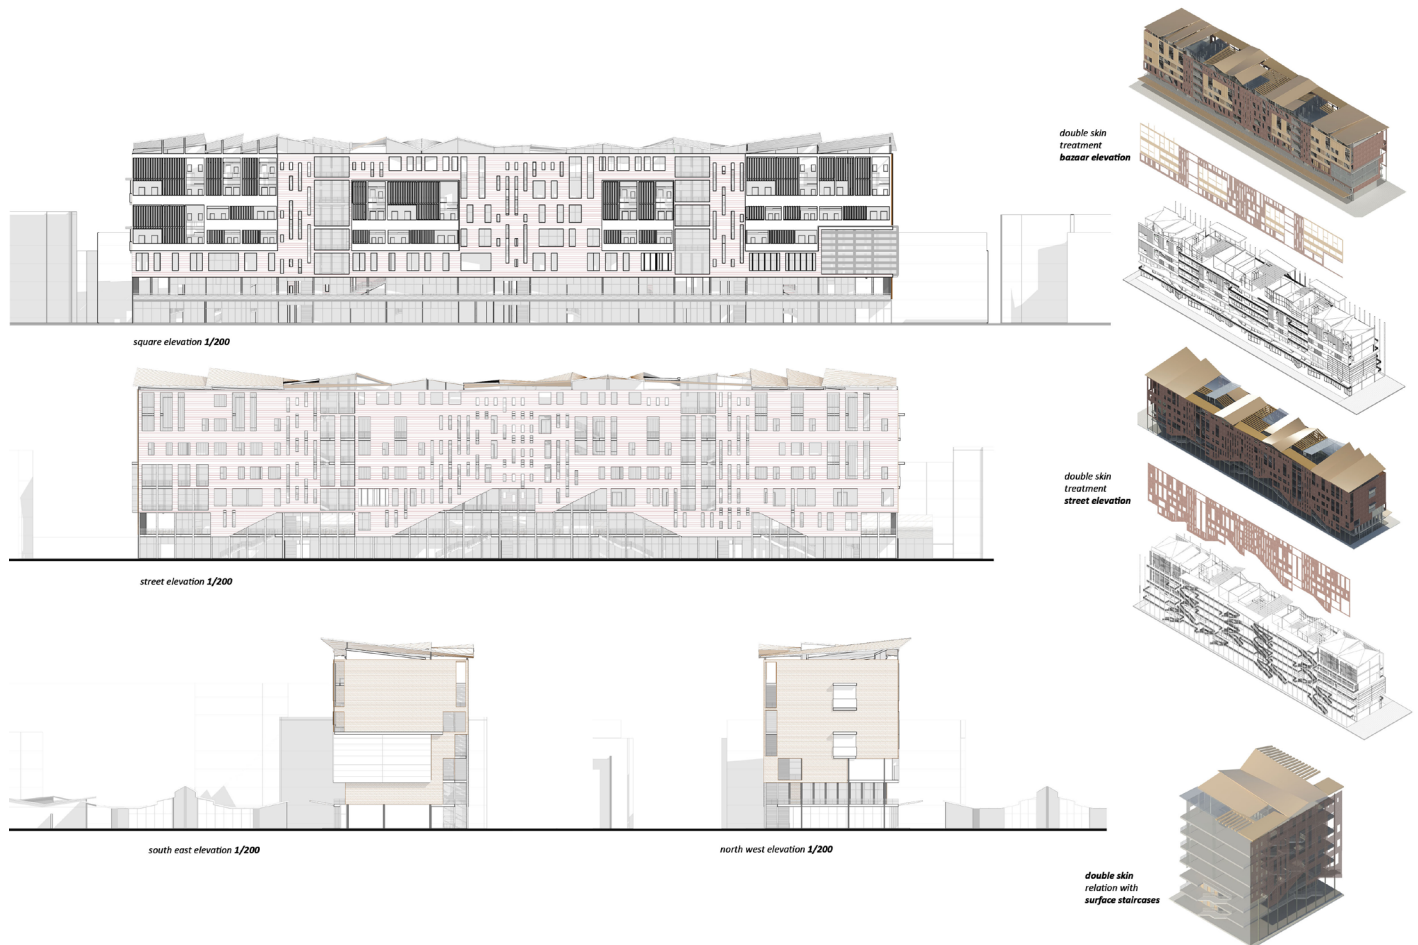 double skin
treatment
bazaar elevation
square elevation 1/200
double skin
treatment
street elevation
street elevation 1/200
south east elevation 1/200
north west elevation 1/200
double skin
relation with
surface staircases